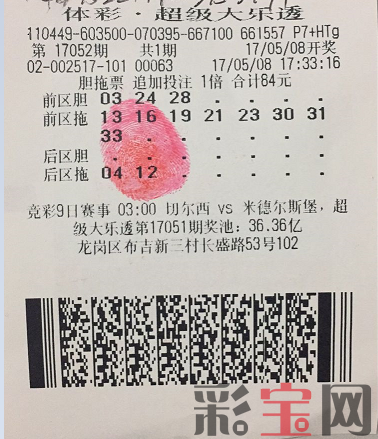 体彩·超级大乐透
110449-603500-070395-667100 661557 P7+HTg
第 17052期 共1期 17/05/08开奖
02-002517-101 00063 17/05/08 17:33:16
胆拖票 追加投注 1倍 合计84元
前区胆 03 24 28 . . . .
前区拖 13 16 19 21 23 30 31
33 . . . . . .
后区胆 . . . . . . .
后区拖 04 12 . . . . .
竞彩9日赛事 03:00 切尔西 vs 米德尔斯堡,超
级大乐透第17051期奖池:36.36亿
龙岗区布吉新三村长盛路53号102
彩宝网